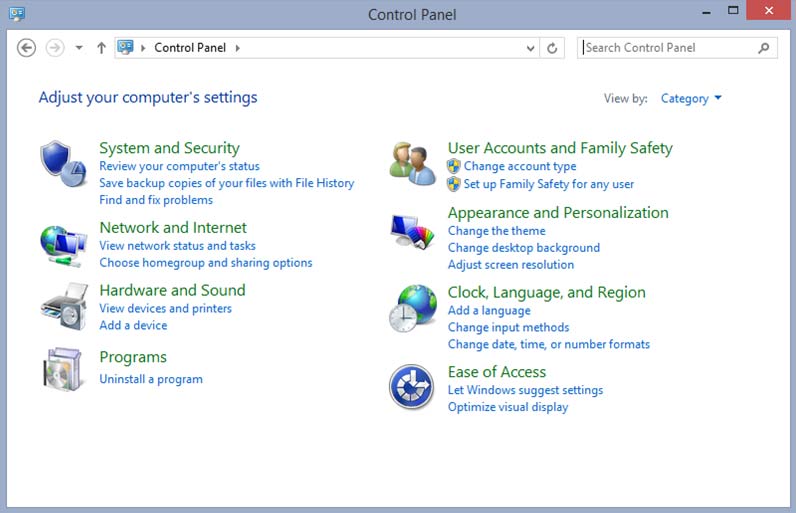 Control Panel
Control Panel
Search Control Panel
Adjust your computer's settings
View by: Category
System and Security
Review your computer's status
Save backup copies of your files with File History
Find and fix problems
Network and Internet
View network status and tasks
Choose homegroup and sharing options
Hardware and Sound
View devices and printers
Add a device
Programs
Uninstall a program
User Accounts and Family Safety
Change account type
Set up Family Safety for any user
Appearance and Personalization
Change the theme
Change desktop background
Adjust screen resolution
Clock, Language, and Region
Add a language
Change input methods
Change date, time, or number formats
Ease of Access
Let Windows suggest settings
Optimize visual display